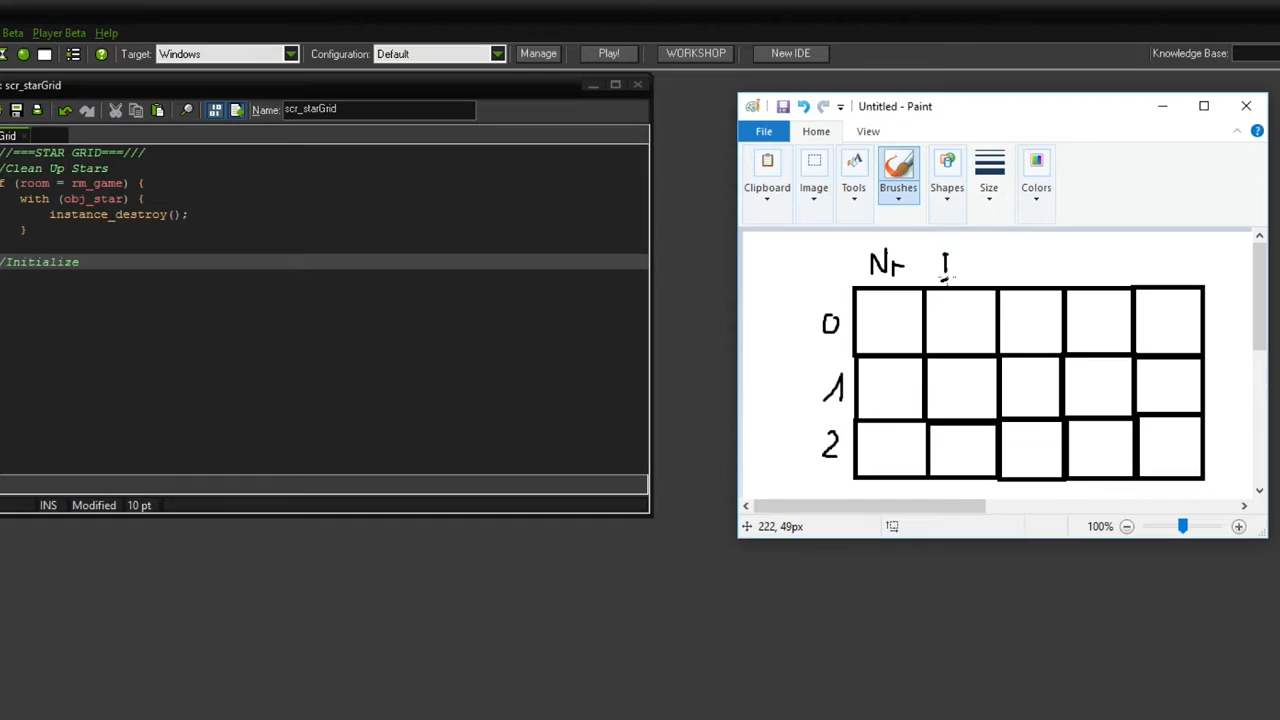 Beta Player Beta Help
Target: Windows Configuration: Default Manage Play! WORKSHOP New IDE Knowledge Base:
: scr_starGrid
Name: scr_starGrid
Grid
//===STAR GRID===///
/Clean Up Stars
f (room = rm_game) {
with (obj_star) {
instance_destroy();
}
/Initialize
INS Modified 10 pt
Untitled - Paint
File Home View
Clipboard Image Tools Brushes Shapes Size Colors
Nr I
0
1
2
222, 49px 100%